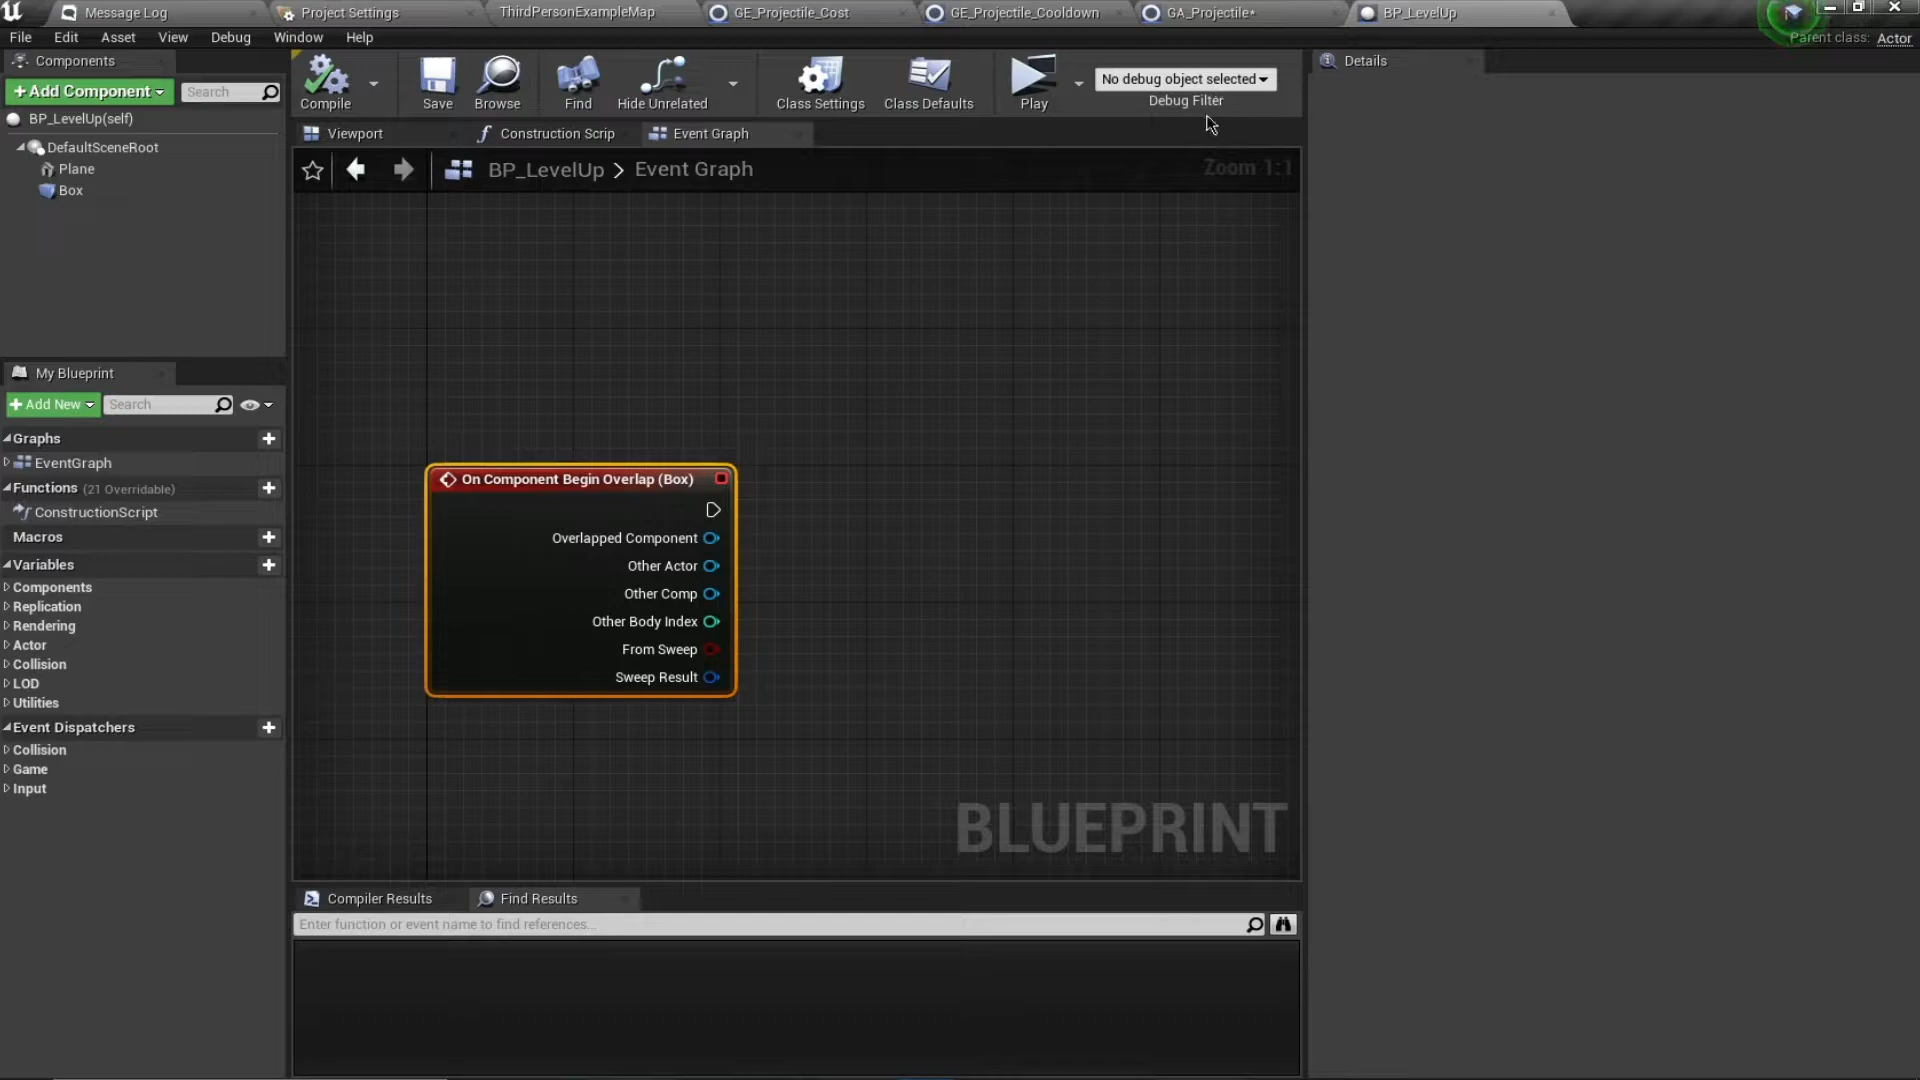 Message Log
Project Settings
ThirdPersonExampleMap
GE_Projectile_Cost
GE_Projectile_Cooldown
GA_Projectile*
BP_LevelUp
File Edit Asset View Debug Window Help
Parent class: Actor
Components
+Add Component
Search
BP_LevelUp(self)
DefaultSceneRoot
Plane
Box
Compile
Save
Browse
Find
Hide Unrelated
Class Settings
Class Defaults
Play
No debug object selected
Debug Filter
Details
Viewport
Construction Scrip
Event Graph
BP_LevelUp > Event Graph
Zoom 1:1
My Blueprint
+Add New
Search
Graphs
EventGraph
Functions (21 Overridable)
ConstructionScript
Macros
Variables
Components
Replication
Rendering
Actor
Collision
LOD
Utilities
Event Dispatchers
Collision
Game
Input
On Component Begin Overlap (Box)
Overlapped Component
Other Actor
Other Comp
Other Body Index
From Sweep
Sweep Result
BLUEPRINT
Compiler Results
Find Results
Enter function or event name to find references...